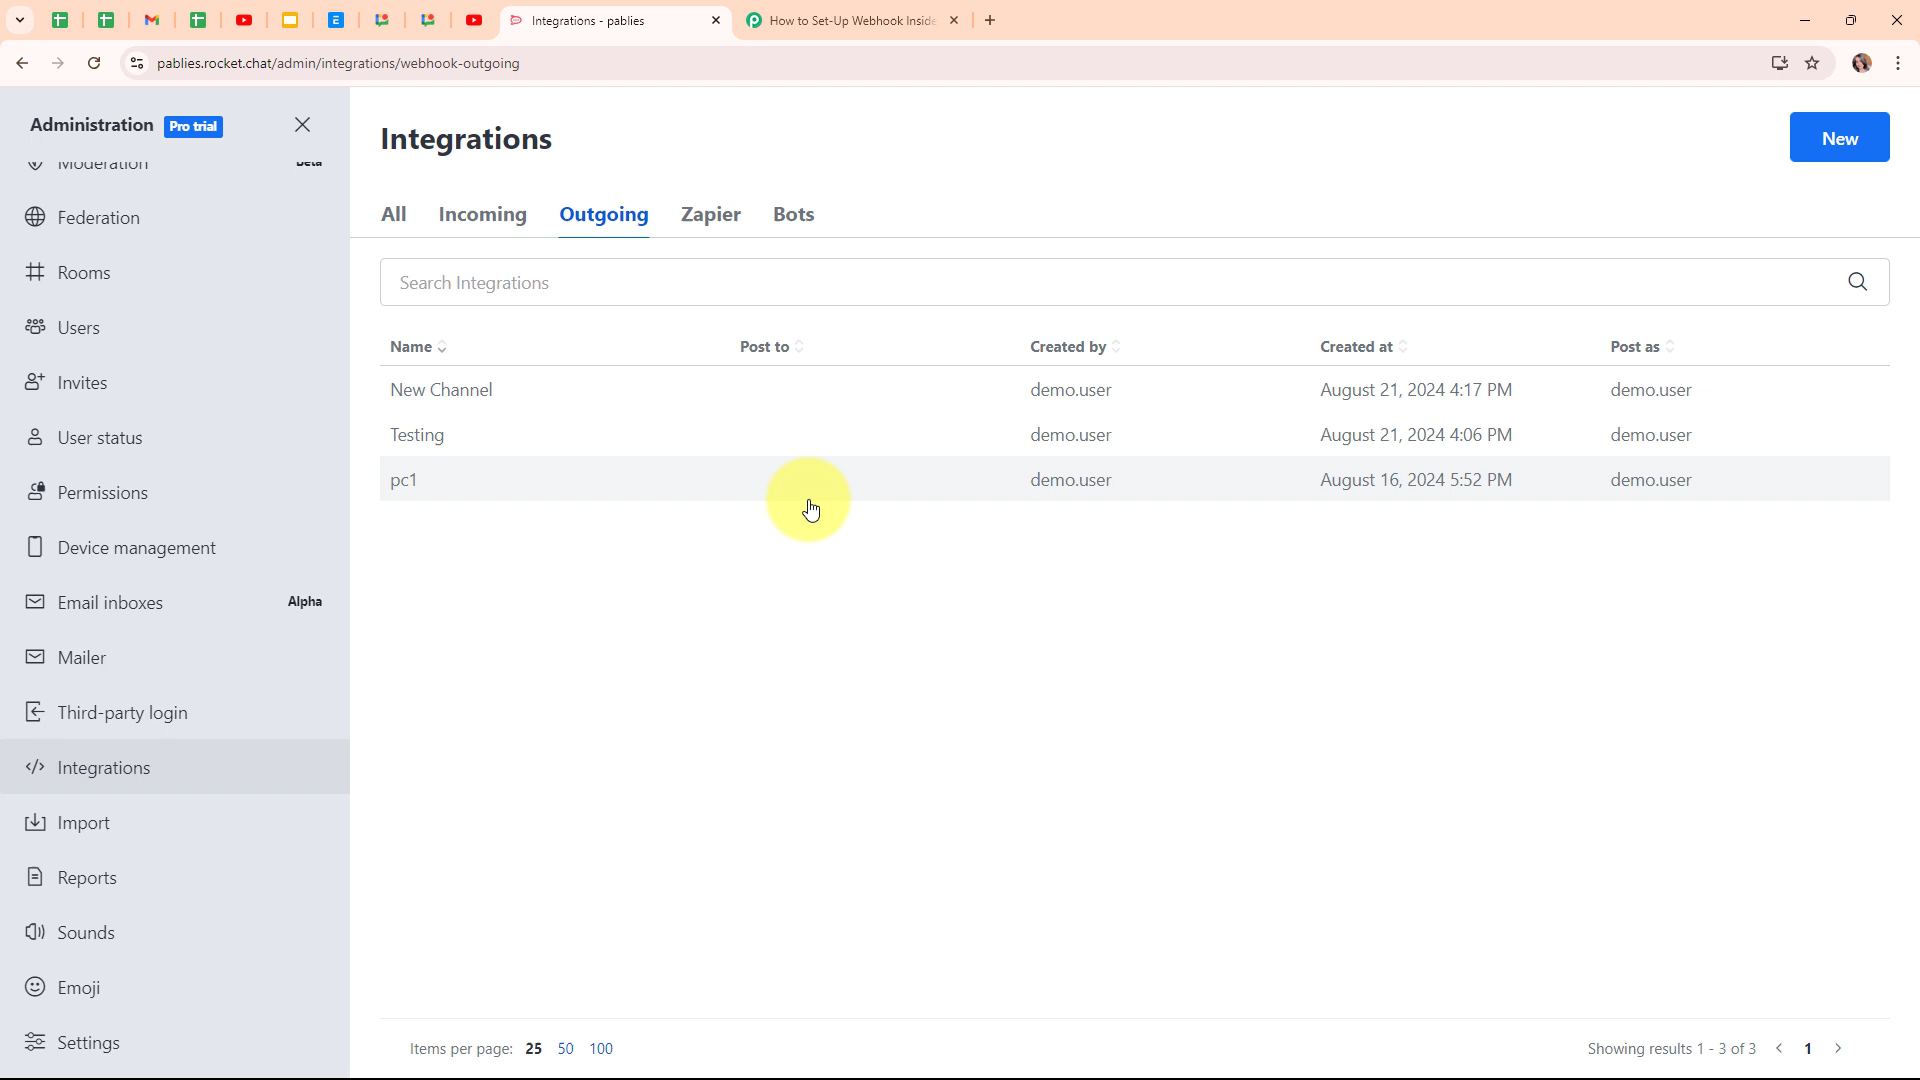 Integrations - pablies
How to Set-Up Webhook Insid
pablies.rocket.chat/admin/integrations/webhook-outgoing
Administration Pro trial
Moderation Beta
Federation
Rooms
Users
Invites
User status
Permissions
Device management
Email inboxes Alpha
Mailer
Third-party login
Integrations
Import
Reports
Sounds
Emoji
Settings
Integrations
New
All Incoming Outgoing Zapier Bots
Search Integrations
Name Post to Created by Created at Post as
New Channel demo.user August 21, 2024 4:17 PM demo.user
Testing demo.user August 21, 2024 4:06 PM demo.user
pc1 demo.user August 16, 2024 5:52 PM demo.user
Items per page: 25 50 100
Showing results 1 - 3 of 3 < 1 >